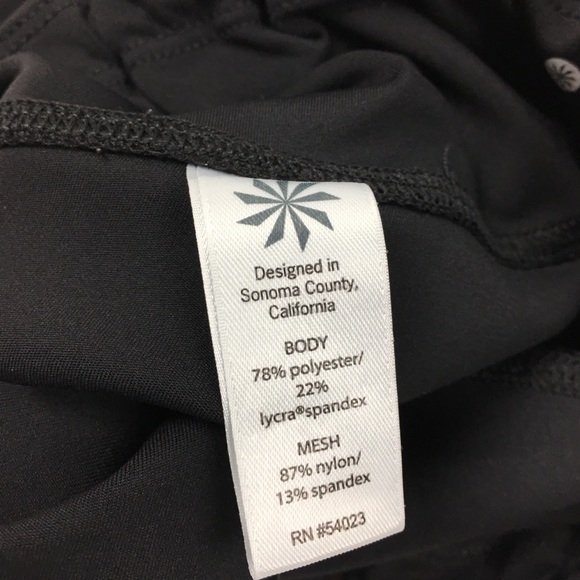 Designed in
Sonoma County,
California
BODY
78% polyester/
22%
lycra®spandex
MESH
87% nylon/
13% spandex
RN #54023